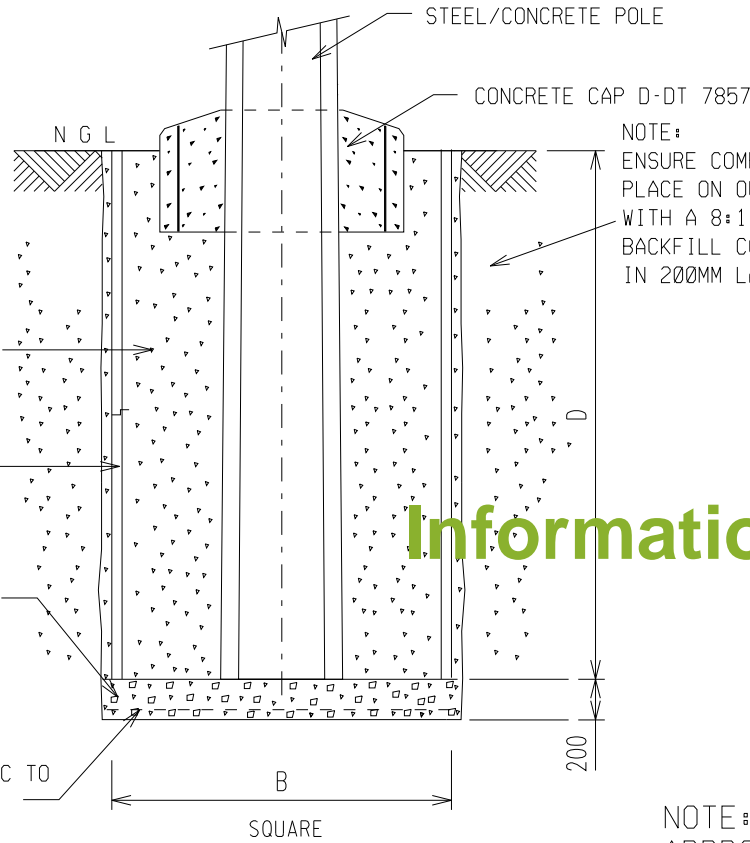 STEEL/CONCRETE POLE
CONCRETE CAP D-DT 7857
N G L
NOTE:
ENSURE
PLACE ON
WITH A 8:1
BACKFILL
IN 200MM
D
Informatio
200
C TO
B
SQUARE
NOTE: